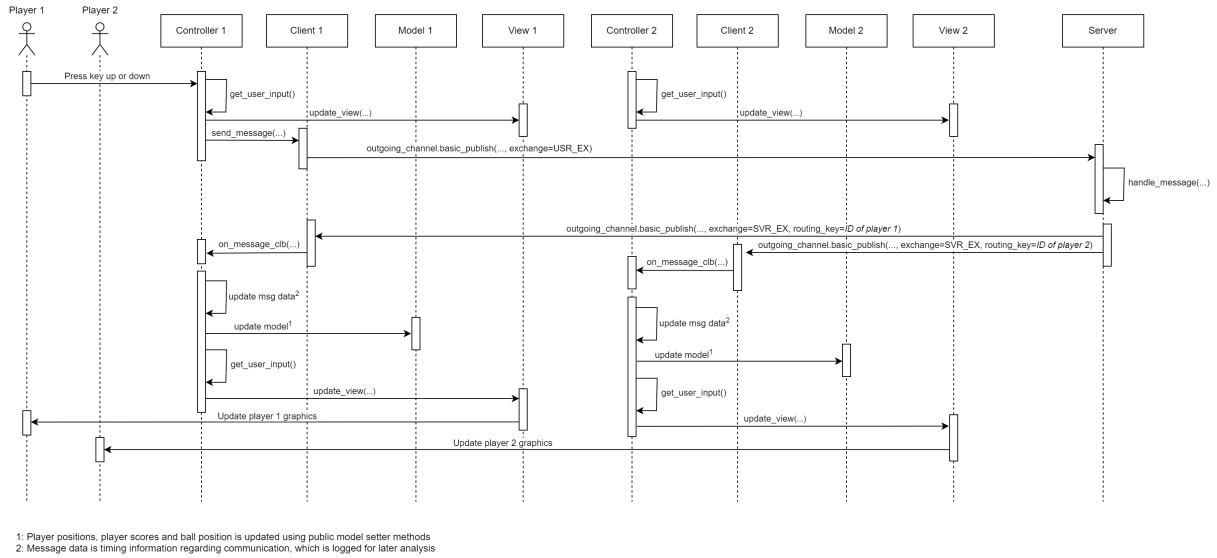 Player 1
Player 2
Controller 1
Client 1
Model 1
View 1
Controller 2
Client 2
Model 2
View 2
Server
Press key up or down
get_user_input()
get_user_input()
update_view(...)
update_view(...)
send_message(...)
outgoing_channel.basic_publish(..., exchange=USR_EX)
handle_message(...)
outgoing_channel.basic_publish(..., exchange=SVR_EX, routing_key=ID of player 1)
on_message_clb(...)
outgoing_channel.basic_publish(..., exchange=SVR_EX, routing_key=ID of player 2)
on_message_clb(...)
update msg data²
update msg data²
update model¹
update model¹
get_user_input()
get_user_input()
update_view(...)
Update player 1 graphics
update_view(...)
Update player 2 graphics
1: Player positions, player scores and ball position is updated using public model setter methods
2: Message data is timing information regarding communication, which is logged for later analysis